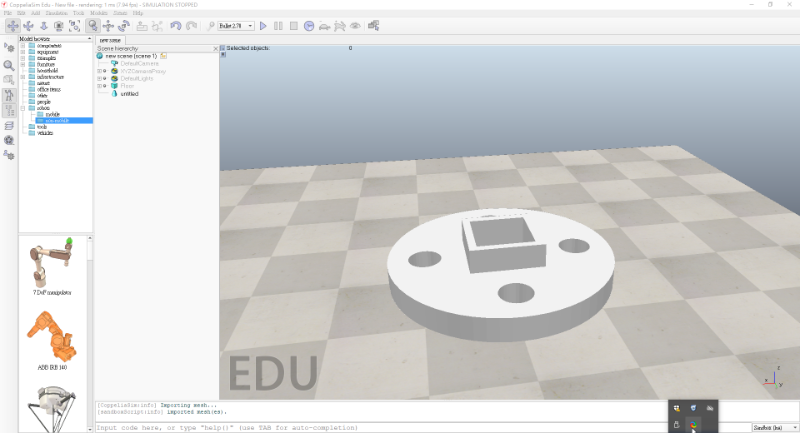 CoppeliaSim Edu - New file - rendering: 1 ms (7.94 fps) - SIMULATION STOPPED
File Edit Add Simulation Tools Modules Scenes Help
Bullet 2.78
Model browser
components
equipment
examples
furniture
household
infrastructure
nature
office items
other
people
robots
mobile
non-mobile
tools
vehicles
7 DoF manipulator
ABB IRB 140
new scene
Scene hierarchy
new scene (scene 1)
DefaultCamera
XYZCameraProxy
DefaultLights
Floor
untitled
Selected objects: 0
EDU
z
x
y
[CoppeliaSim:info] Importing mesh...
[sandboxScript:info] Imported mesh(es).
Input code here, or type "help()" (use TAB for auto-completion)
Sandbox (lua)